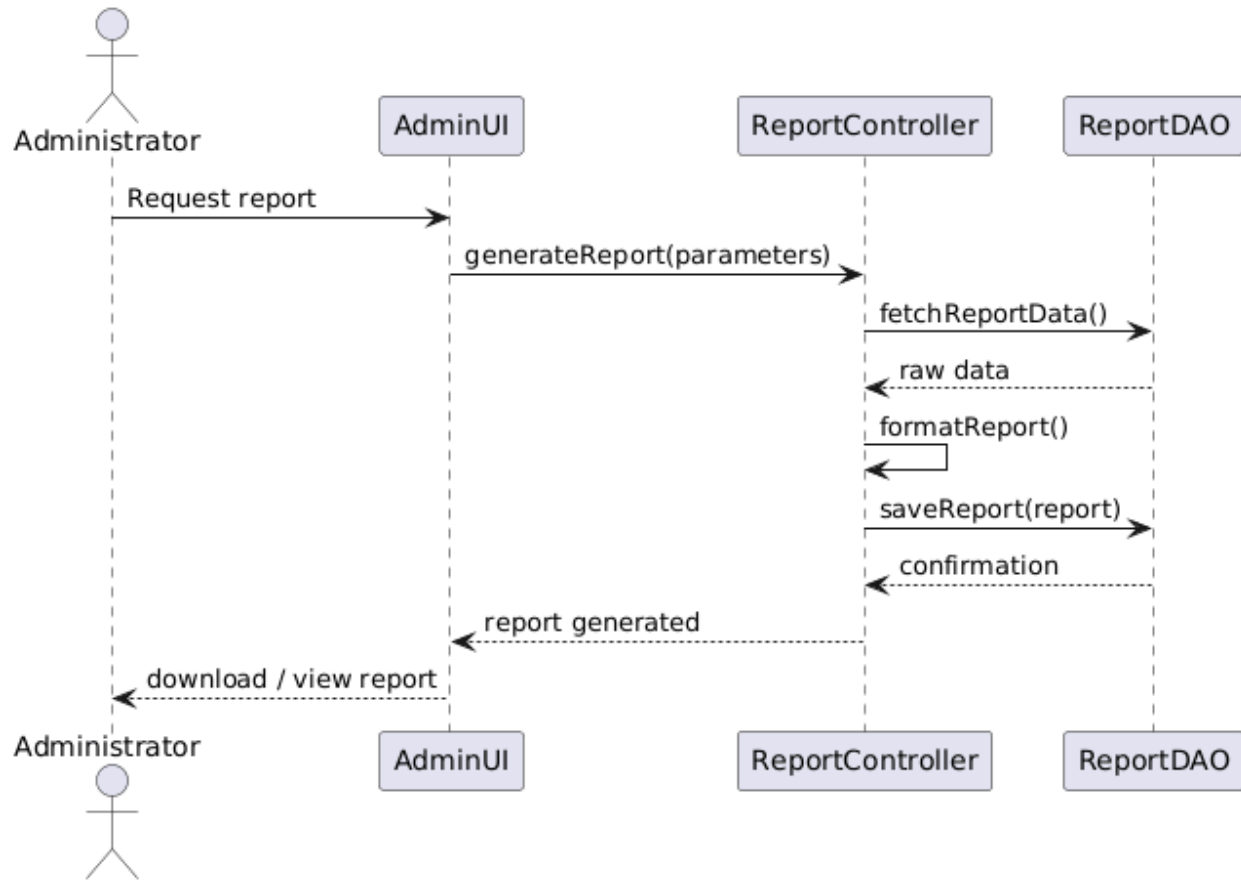 Administrator
AdminUI
ReportController
ReportDAO
Request report
generateReport(parameters)
fetchReportData()
raw data
formatReport()
saveReport(report)
confirmation
report generated
download / view report
Administrator
AdminUI
ReportController
ReportDAO